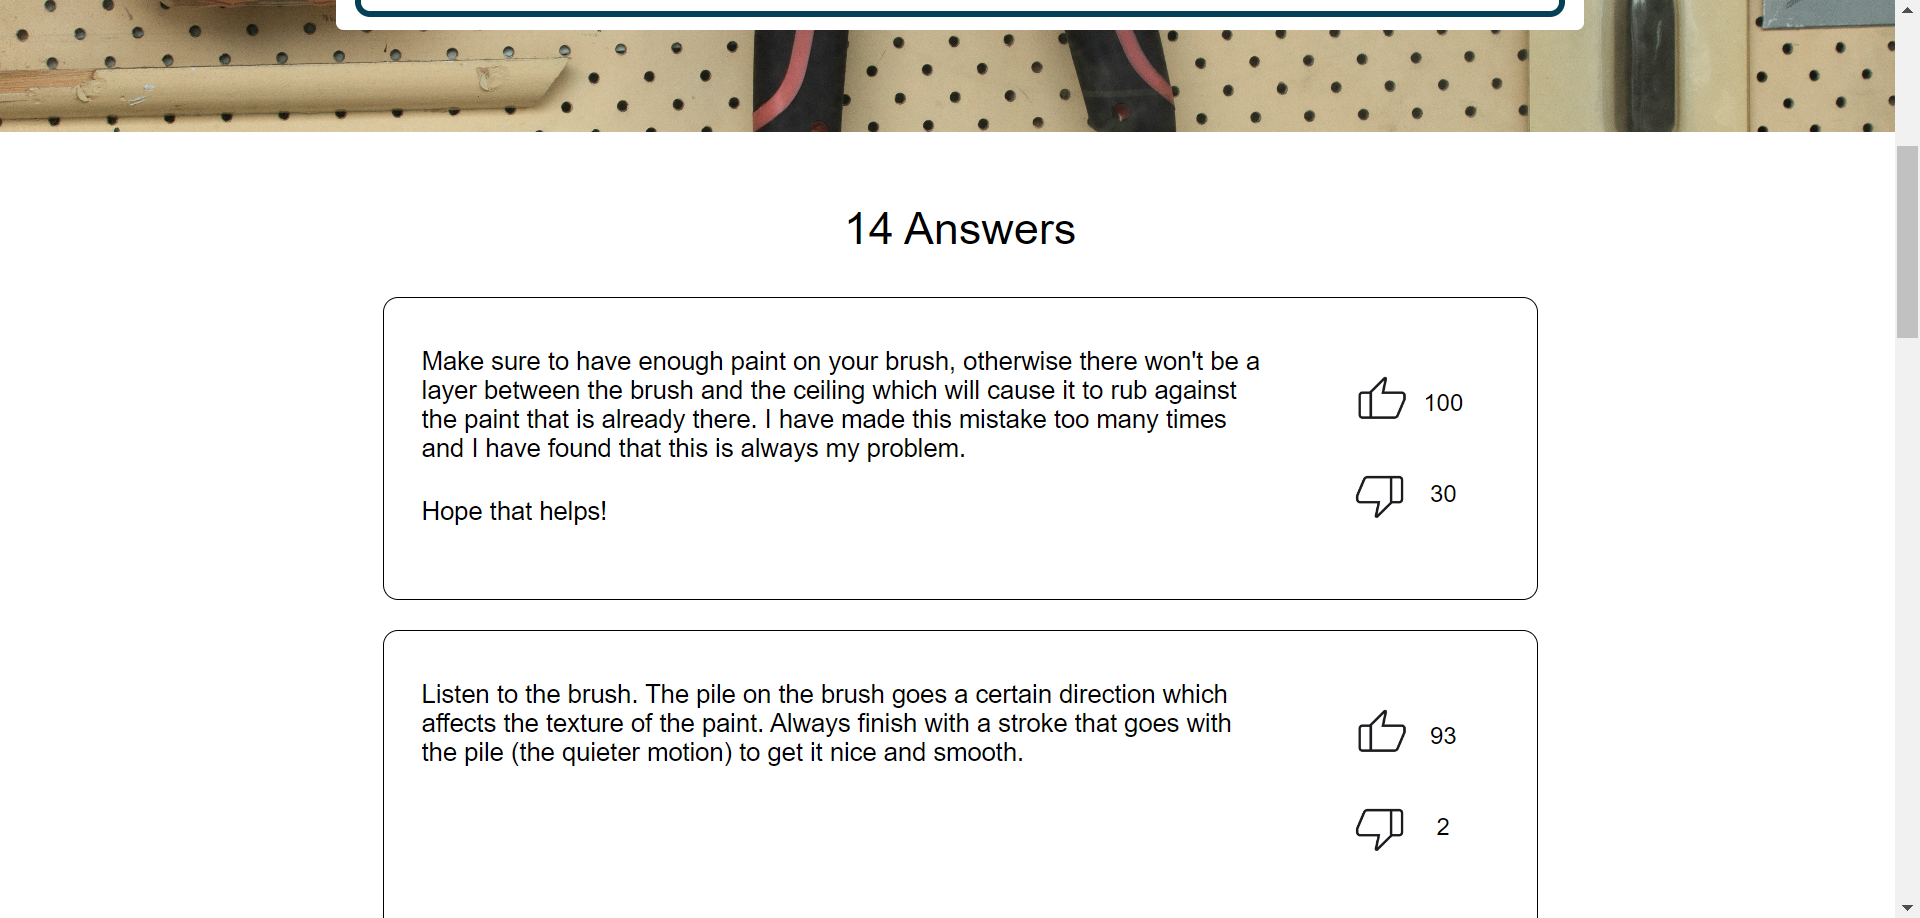 14 Answers
Make sure to have enough paint on your brush, otherwise there won't be a
layer between the brush and the ceiling which will cause it to rub against
the paint that is already there. I have made this mistake too many times
and I have found that this is always my problem.
Hope that helps!
100
30
Listen to the brush. The pile on the brush goes a certain direction which
affects the texture of the paint. Always finish with a stroke that goes with
the pile (the quieter motion) to get it nice and smooth.
93
2